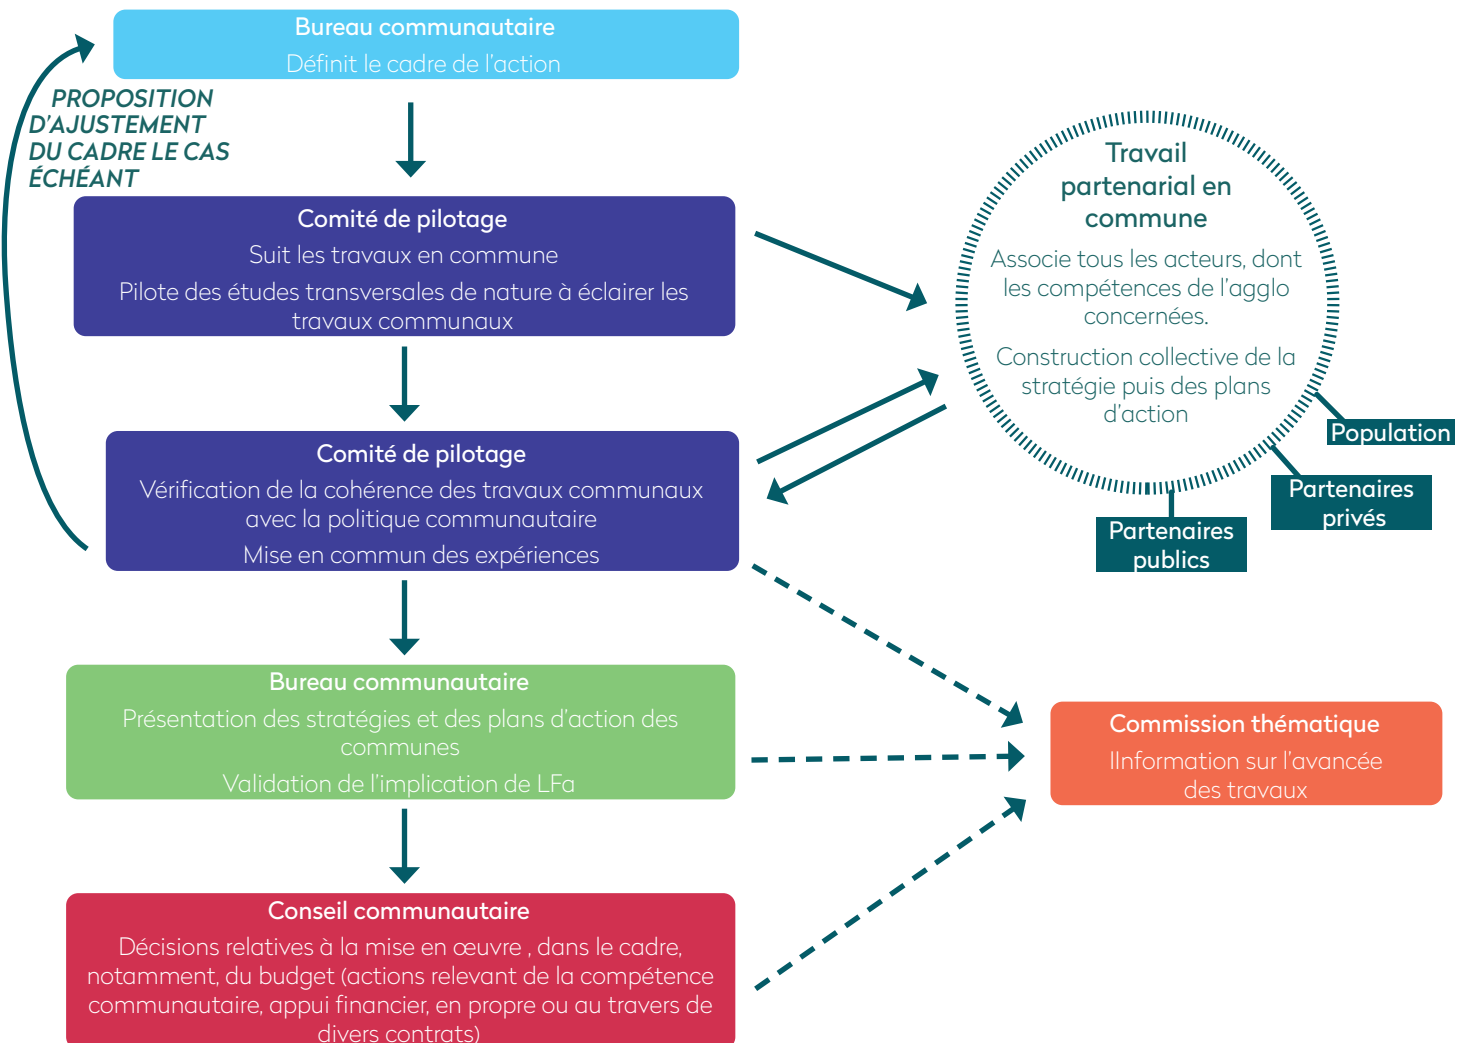 Bureau communautaire
Définit le cadre de l'action
PROPOSITION
D'AJUSTEMENT
DU CADRE LE CAS
ÉCHÉANT
Comité de pilotage
Suit les travaux en commune
Pilote des études transversales de nature à éclairer les
travaux communaux
Travail
partenarial en
commune
Associe tous les acteurs, dont
les compétences de l'agglo
concernées.
Construction collective de la
stratégie puis des plans
d'action
Population
Partenaires
privés
Partenaires
publics
Comité de pilotage
Vérification de la cohérence des travaux communaux
avec la politique communautaire
Mise en commun des expériences
Bureau communautaire
Présentation des stratégies et des plans d'action des
communes
Validation de l'implication de LFa
Commission thématique
IInformation sur l'avancée
des travaux
Conseil communautaire
Décisions relatives à la mise en œuvre , dans le cadre,
notamment, du budget (actions relevant de la compétence
communautaire, appui financier, en propre ou au travers de
divers contrats)